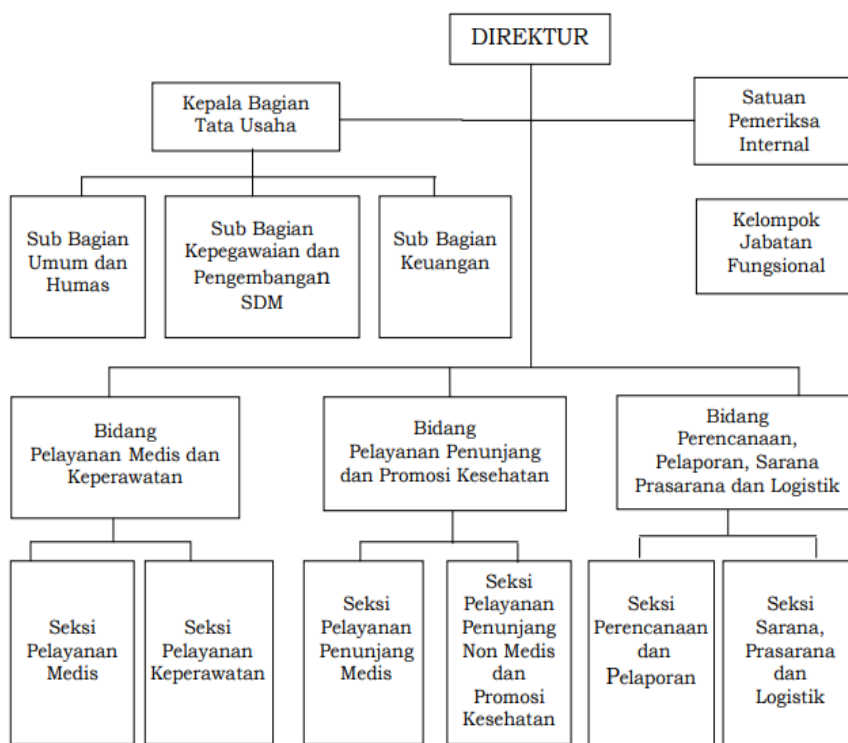 DIREKTUR
Kepala Bagian
Tata Usaha
Satuan
Pemeriksa
Internal
Sub Bagian
Umum dan
Humas
Sub Bagian
Kepegawaian dan
Pengembangan
SDM
Sub Bagian
Keuangan
Kelompok
Jabatan
Fungsional
Bidang
Pelayanan Medis dan
Keperawatan
Bidang
Pelayanan Penunjang
dan Promosi Kesehatan
Bidang
Perencanaan,
Pelaporan, Sarana
Prasarana dan Logistik
Seksi
Pelayanan
Medis
Seksi
Pelayanan
Keperawatan
Seksi
Pelayanan
Penunjang
Medis
Seksi
Pelayanan
Penunjang
Non Medis
dan
Promosi
Kesehatan
Seksi
Perencanaan
dan
Pelaporan
Seksi
Sarana,
Prasarana
dan
Logistik